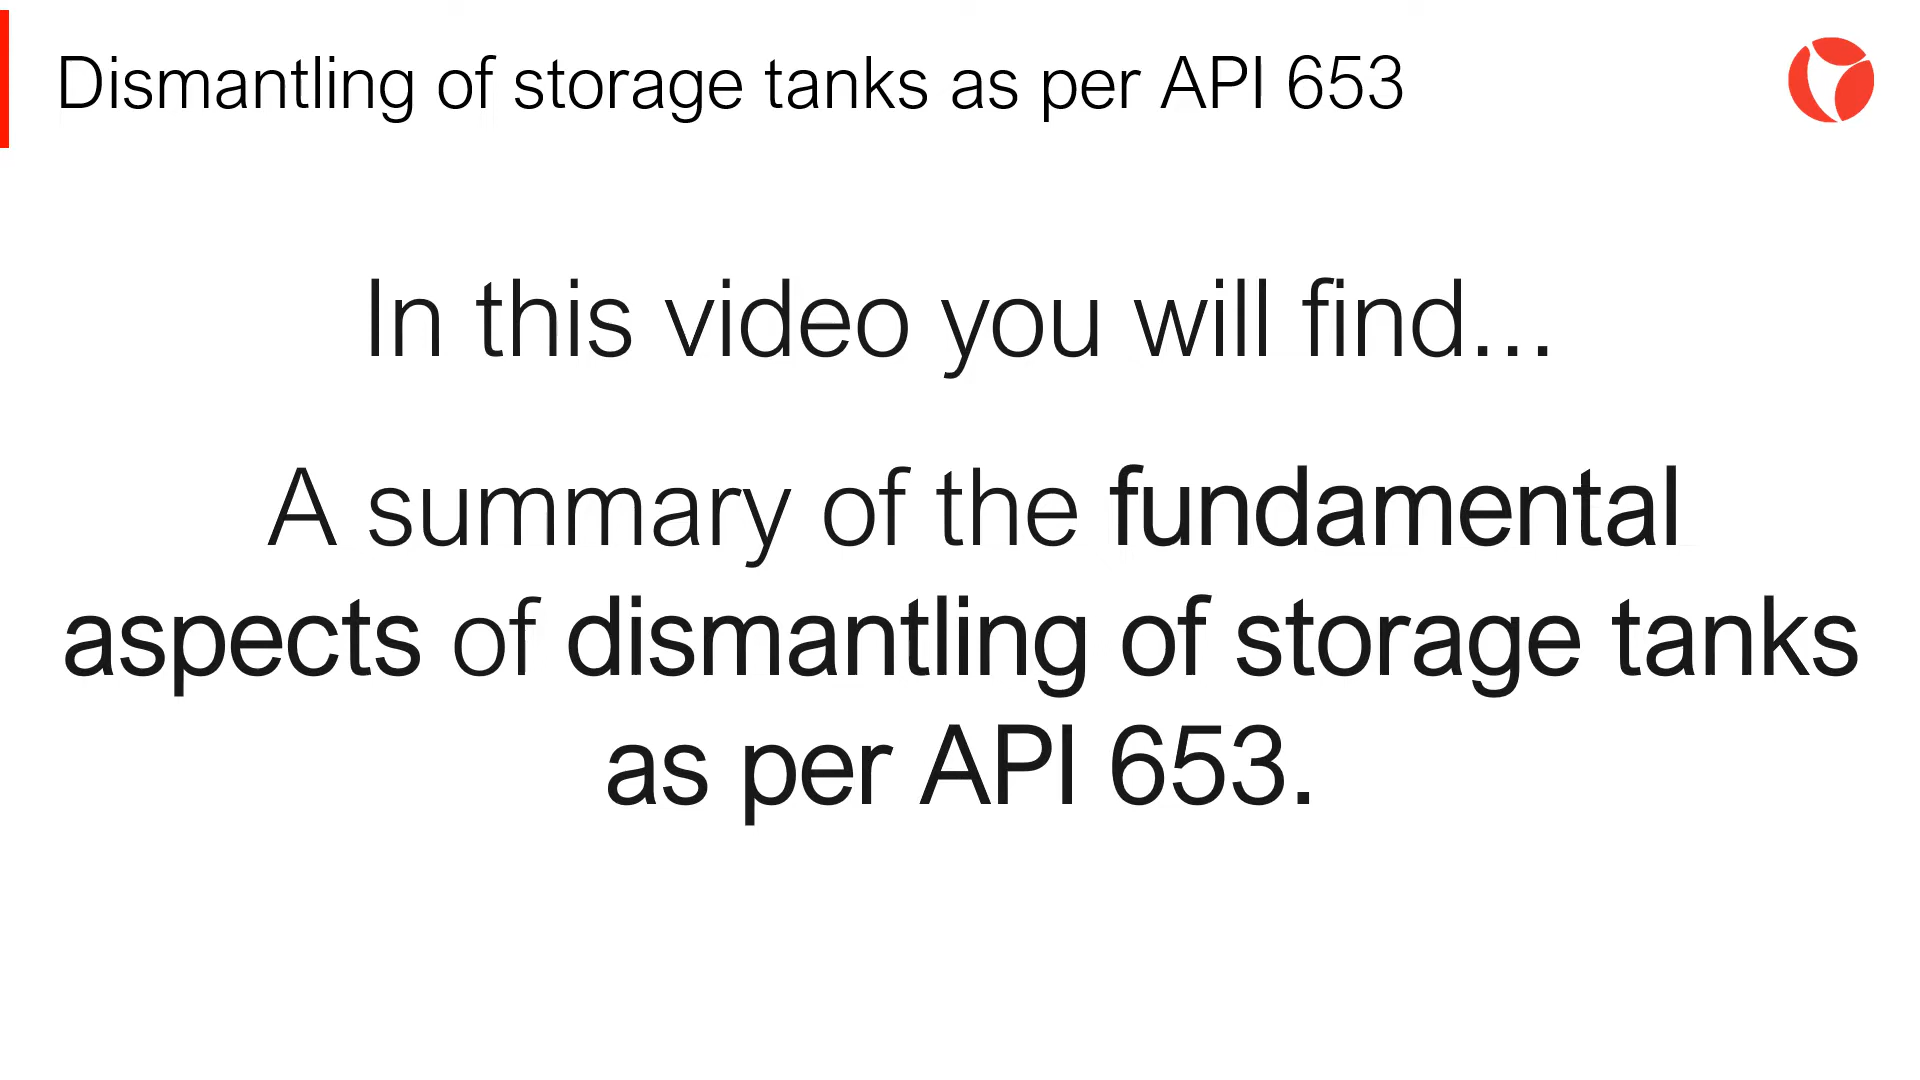 Dismantling of storage tanks as per API 653
In this video you will find...
A summary of the fundamental
aspects of dismantling of storage tanks
as per API 653.